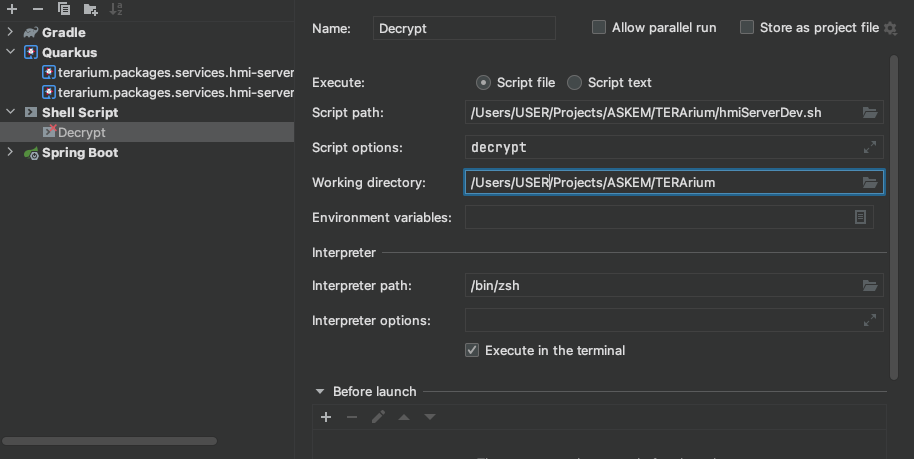 Gradle
Quarkus
terarium.packages.services.hmi-server
terarium.packages.services.hmi-server
Shell Script
Decrypt
Spring Boot
Name: Decrypt Allow parallel run Store as project file
Execute: Script file Script text
Script path: /Users/USER/Projects/ASKEM/TERArium/hmiServerDev.sh
Script options: decrypt
Working directory: /Users/USER/Projects/ASKEM/TERArium
Environment variables:
Interpreter
Interpreter path: /bin/zsh
Interpreter options:
Execute in the terminal
Before launch